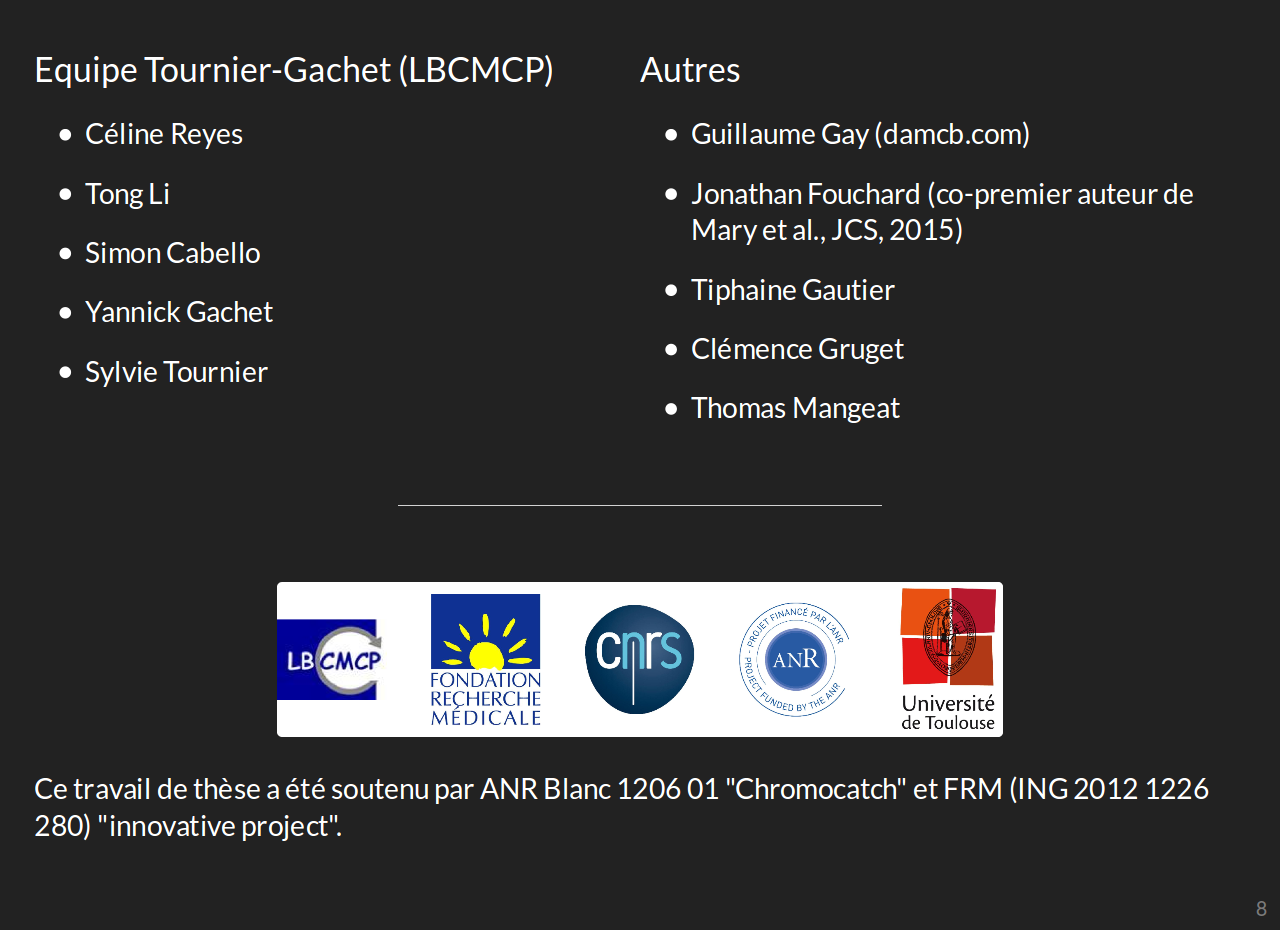 Equipe Tournier-Gachet (LBCMCP)
Céline Reyes
Tong Li
Simon Cabello
Yannick Gachet
Sylvie Tournier
Autres
Guillaume Gay (damcb.com)
Jonathan Fouchard (co-premier auteur de
Mary et al., JCS, 2015)
Tiphaine Gautier
Clémence Gruget
Thomas Mangeat
LBCMCP
FONDATION
RECHERCHE
MÉDICALE
cnrs
- PROJET FINANCÉ PAR L'ANR
ANR
- PROJECT FUNDED BY THE ANR
Université
de Toulouse
Ce travail de thèse a été soutenu par ANR Blanc 1206 01 "Chromocatch" et FRM (ING 2012 1226
280) "innovative project".
8